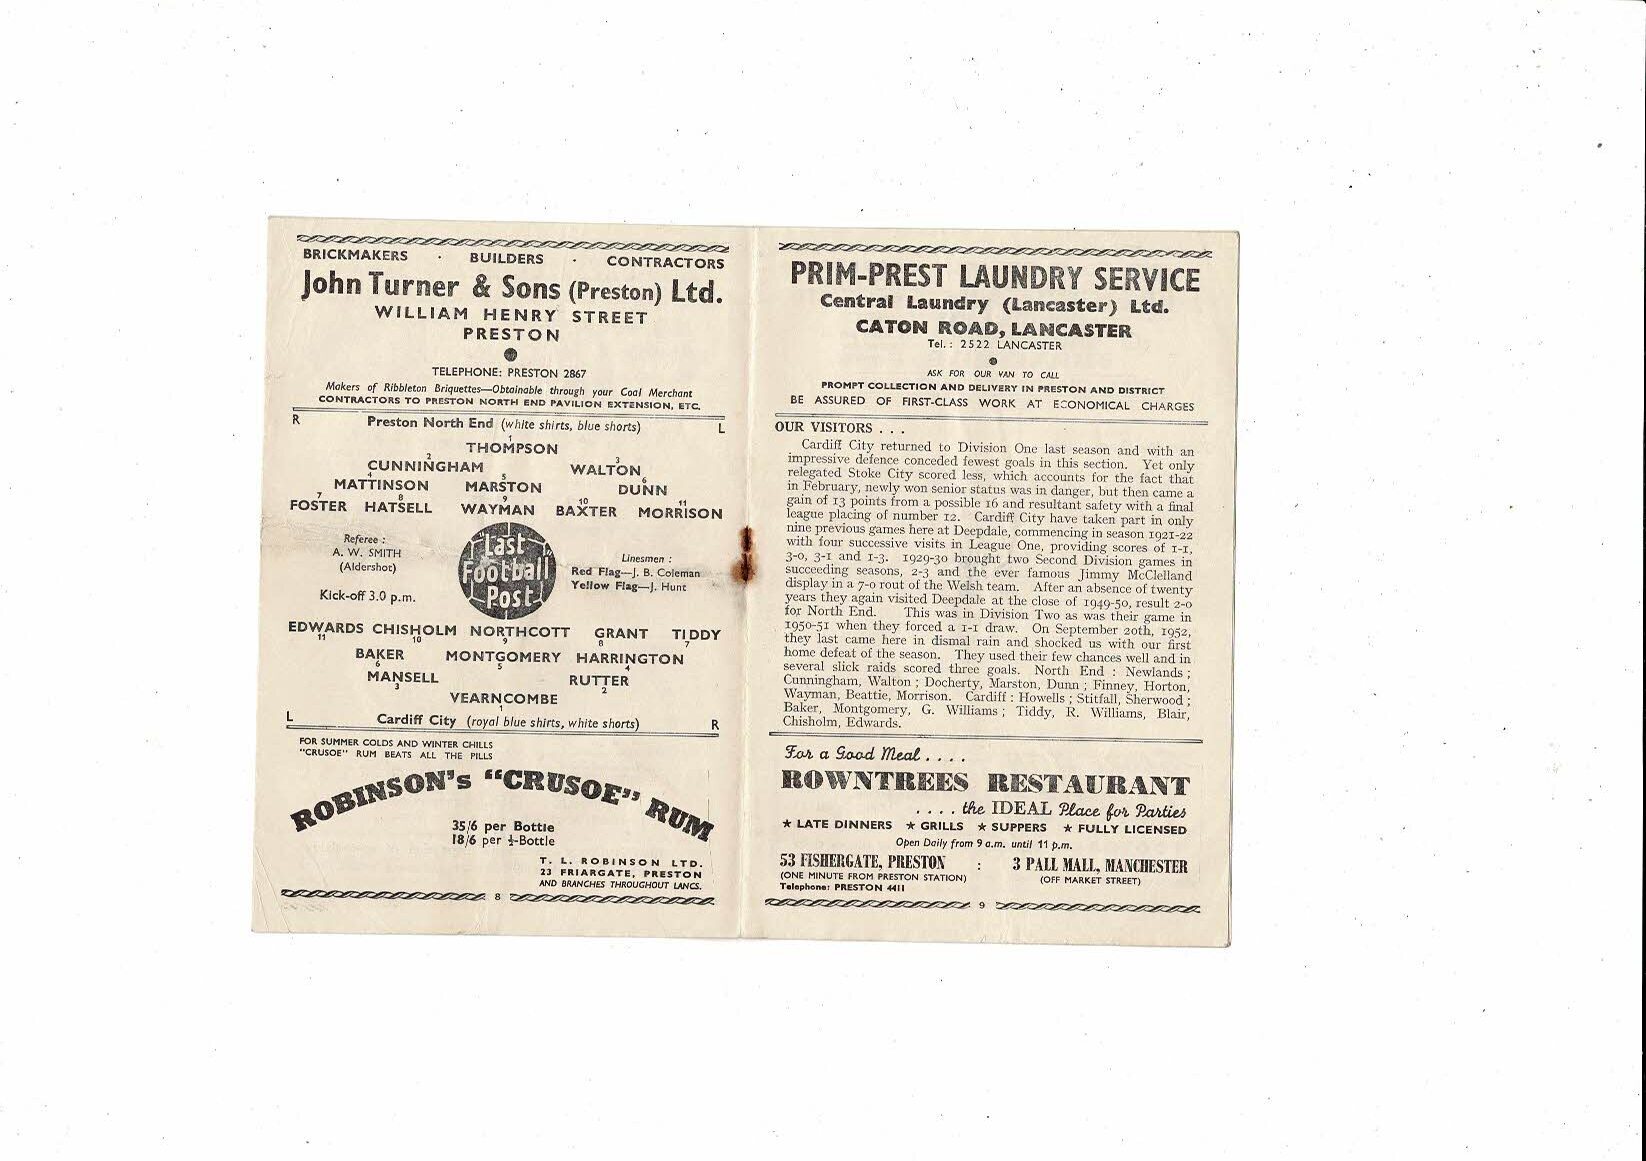 BRICKMAKERS · BUILDERS · CONTRACTORS
John Turner & Sons (Preston) Ltd.
WILLIAM HENRY STREET
PRESTON
TELEPHONE: PRESTON 2867
Makers of Ribbleton Briquettes—Obtainable through your Coal Merchant
CONTRACTORS TO PRESTON NORTH END PAVILION EXTENSION, ETC.
R Preston North End (white shirts, blue shorts) L
1
THOMPSON
2 3
CUNNINGHAM WALTON
4 5 6
MATTINSON MARSTON DUNN
7 8 9 10 11
FOSTER HATSELL WAYMAN BAXTER MORRISON
Referee :
A. W. SMITH
(Aldershot)
Kick-off 3.0 p.m.
"Last
Football
Post"
Linesmen :
Red Flag—J. B. Coleman
Yellow Flag—J. Hunt
EDWARDS CHISHOLM NORTHCOTT GRANT TIDDY
11 10 9 8 7
BAKER MONTGOMERY HARRINGTON
6 5 4
MANSELL RUTTER
3 2
VEARNCOMBE
1
L Cardiff City (royal blue shirts, white shorts) R
FOR SUMMER COLDS AND WINTER CHILLS
"CRUSOE" RUM BEATS ALL THE PILLS
ROBINSON's "CRUSOE" RUM
35/6 per Bottle
18/6 per ½-Bottle
T. L. ROBINSON LTD.
23 FRIARGATE, PRESTON
AND BRANCHES THROUGHOUT LANCS.
8
PRIM-PREST LAUNDRY SERVICE
Central Laundry (Lancaster) Ltd.
CATON ROAD, LANCASTER
Tel. : 2522 LANCASTER
ASK FOR OUR VAN TO CALL
PROMPT COLLECTION AND DELIVERY IN PRESTON AND DISTRICT
BE ASSURED OF FIRST-CLASS WORK AT ECONOMICAL CHARGES
OUR VISITORS . . .
Cardiff City returned to Division One last season and with an
impressive defence conceded fewest goals in this section. Yet only
relegated Stoke City scored less, which accounts for the fact that
in February, newly won senior status was in danger, but then came a
gain of 13 points from a possible 16 and resultant safety with a final
league placing of number 12. Cardiff City have taken part in only
nine previous games here at Deepdale, commencing in season 1921-22
with four successive visits in League One, providing scores of 1-1,
3-0, 3-1 and 1-3. 1929-30 brought two Second Division games in
succeeding seasons, 2-3 and the ever famous Jimmy McClelland
display in a 7-0 rout of the Welsh team. After an absence of twenty
years they again visited Deepdale at the close of 1949-50, result 2-0
for North End. This was in Division Two as was their game in
1950-51 when they forced a 1-1 draw. On September 20th, 1952,
they last came here in dismal rain and shocked us with our first
home defeat of the season. They used their few chances well and in
several slick raids scored three goals. North End : Newlands ;
Cunningham, Walton ; Docherty, Marston, Dunn ; Finney, Horton,
Wayman, Beattie, Morrison. Cardiff : Howells ; Stitfall, Sherwood ;
Baker, Montgomery, G. Williams ; Tiddy, R. Williams, Blair,
Chisholm, Edwards.
For a Good Meal . . . .
ROWNTREES RESTAURANT
. . . . the IDEAL Place for Parties
★ LATE DINNERS ★ GRILLS ★ SUPPERS ★ FULLY LICENSED
Open Daily from 9 a.m. until 11 p.m.
53 FISHERGATE, PRESTON : 3 PALL MALL, MANCHESTER
(ONE MINUTE FROM PRESTON STATION) (OFF MARKET STREET)
Telephone: PRESTON 4411
9